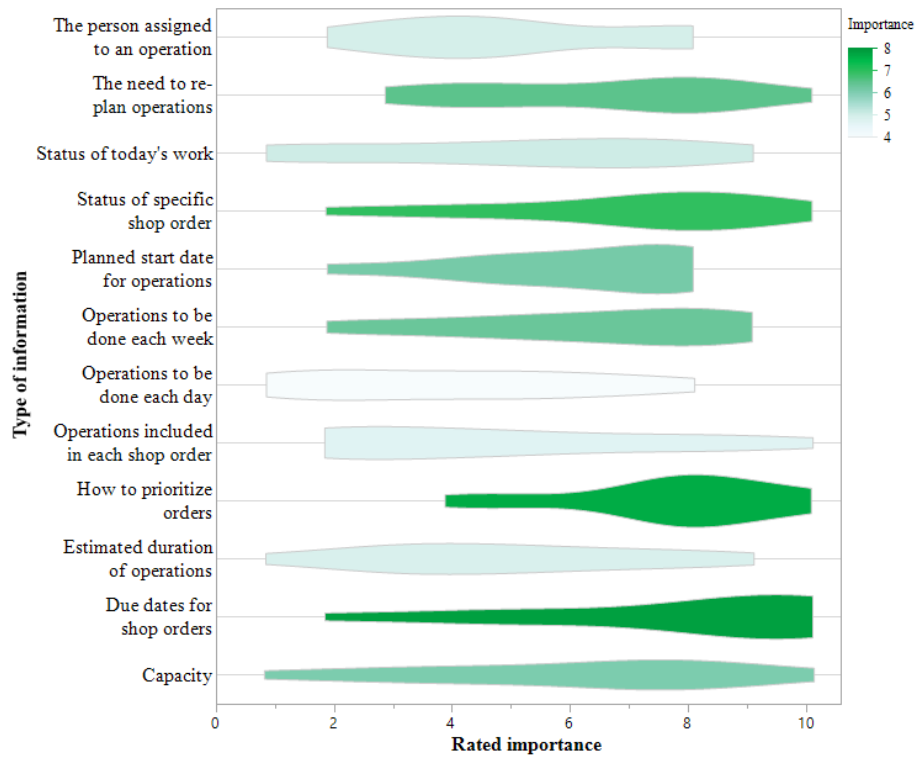 Importance
8
7
6
5
4
Type of information
The person assigned
to an operation
The need to re-
plan operations
Status of today's work
Status of specific
shop order
Planned start date
for operations
Operations to be
done each week
Operations to be
done each day
Operations included
in each shop order
How to prioritize
orders
Estimated duration
of operations
Due dates for
shop orders
Capacity
0 2 4 6 8 10
Rated importance